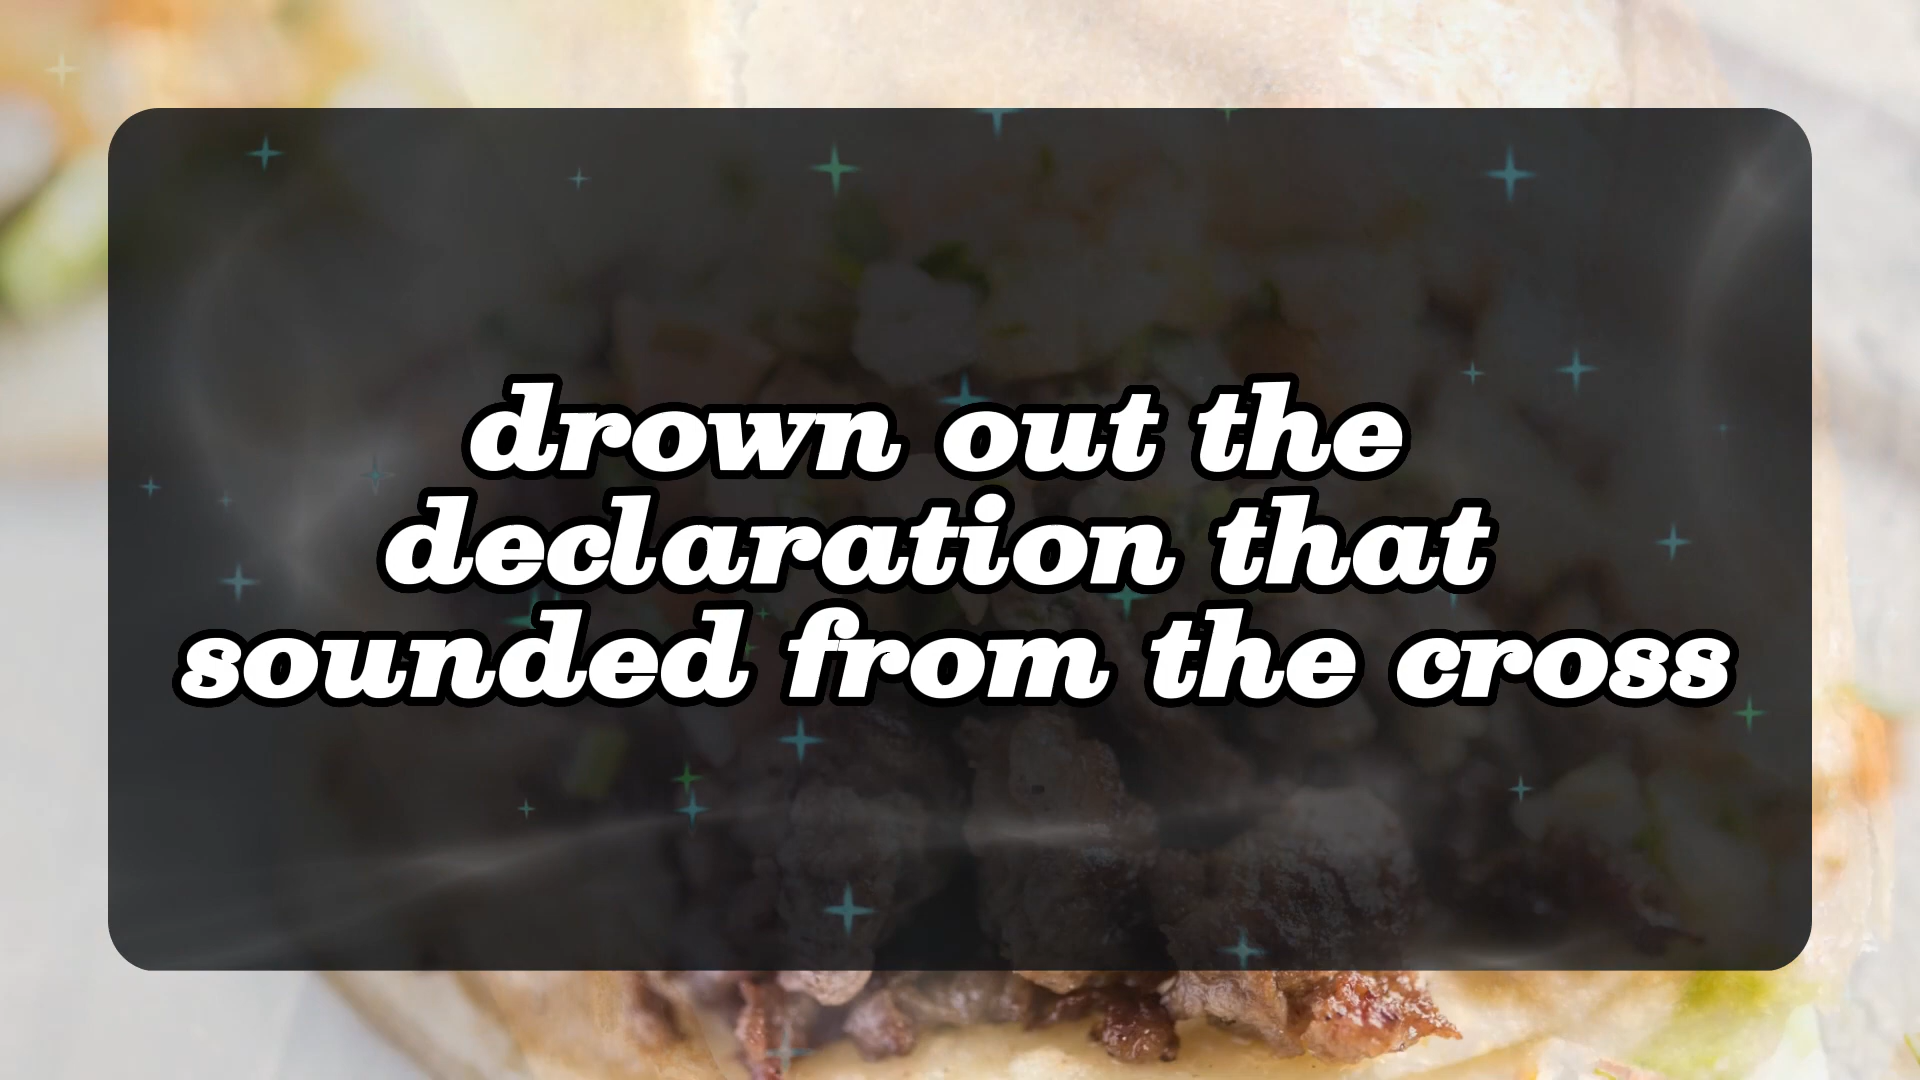 drown out the
declaration that
sounded from the cross